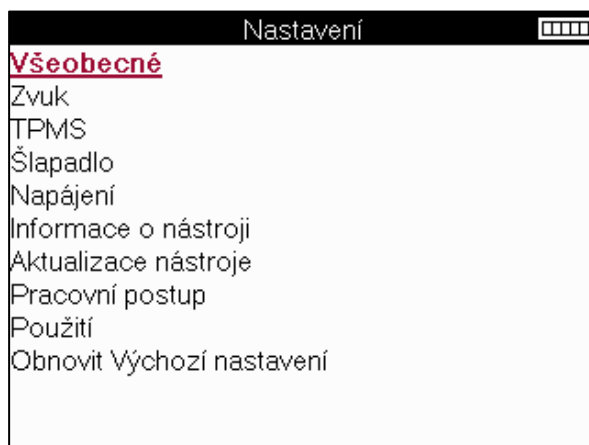 Nastavení
Všeobecné
Zvuk
TPMS
Šlapadlo
Napájení
Informace o nástroji
Aktualizace nástroje
Pracovní postup
Použití
Obnovit Výchozí nastavení